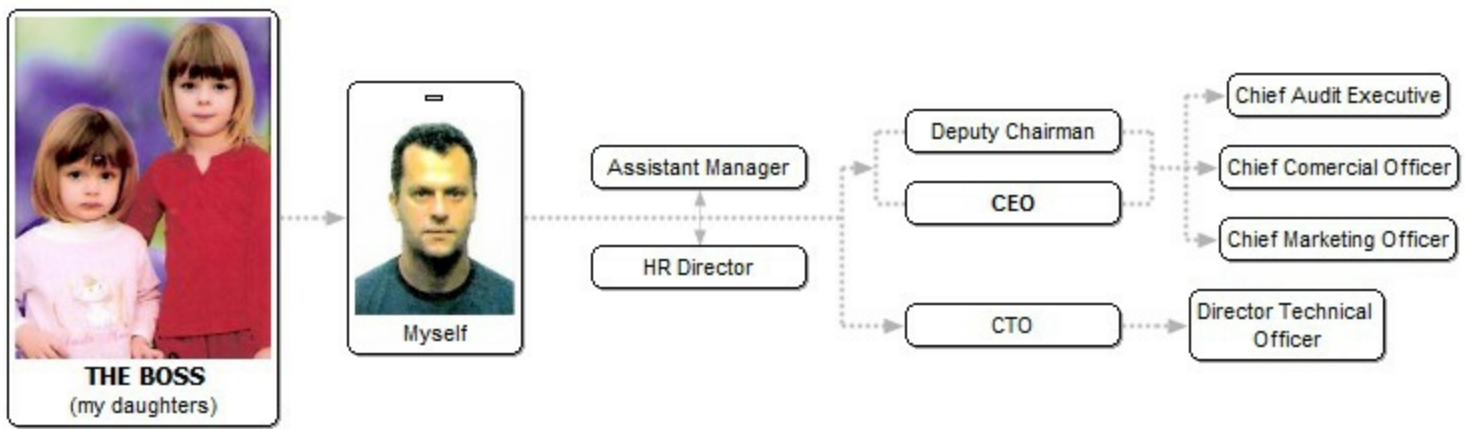 THE BOSS
(my daughters)
Myself
Assistant Manager
HR Director
Deputy Chairman
CEO
CTO
Chief Audit Executive
Chief Comercial Officer
Chief Marketing Officer
Director Technical
Officer